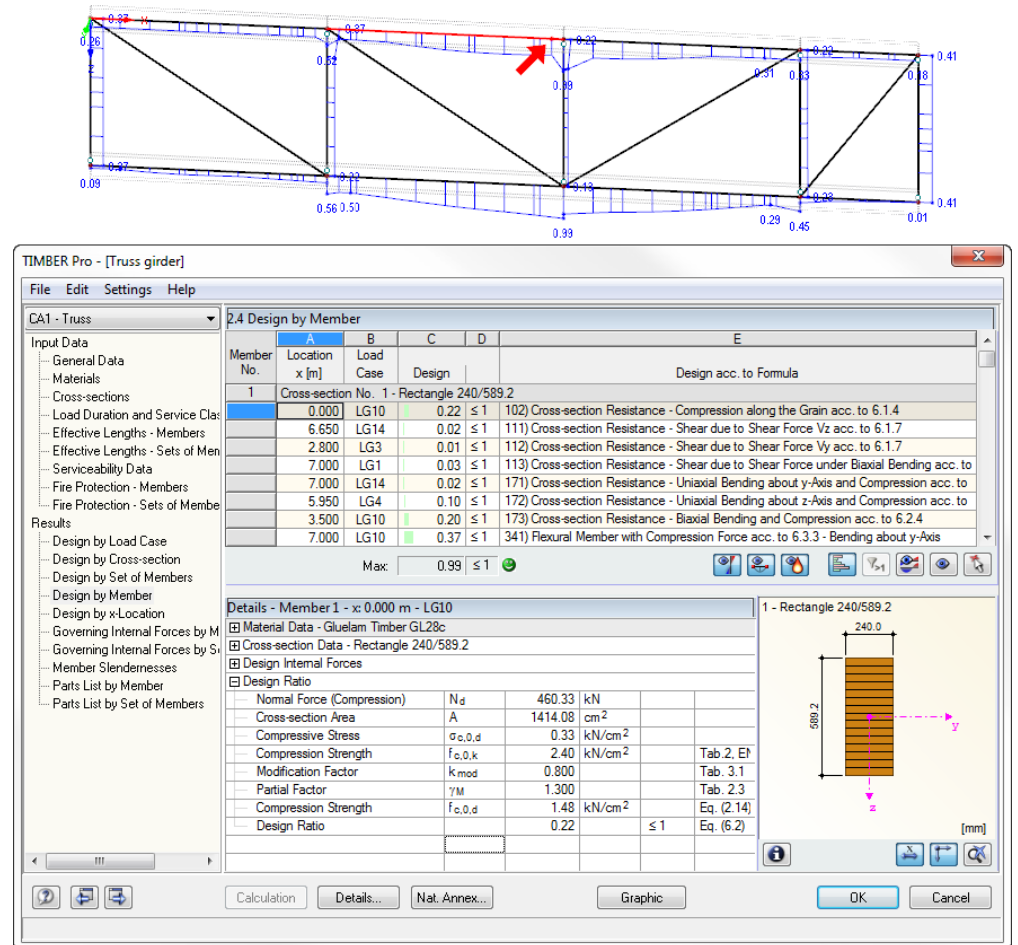 0.37 X 0.37 0.22 0.22 0.41
0.26 Z 0.52 0.99 0.31 0.33 0.38
0.37 0.33 0.13 0.23 0.41
0.09 0.56 0.50 0.99 0.29 0.45 0.01
TIMBER Pro - [Truss girder]
File Edit Settings Help
CA1 - Truss
Input Data
General Data
Materials
Cross-sections
Load Duration and Service Clas
Effective Lengths - Members
Effective Lengths - Sets of Men
Serviceability Data
Fire Protection - Members
Fire Protection - Sets of Membe
Results
Design by Load Case
Design by Cross-section
Design by Set of Members
Design by Member
Design by x-Location
Governing Internal Forces by M
Governing Internal Forces by S
Member Slendernesses
Parts List by Member
Parts List by Set of Members
2.4 Design by Member
A B C D E
Member No. Location x [m] Load Case Design Design acc. to Formula
1 Cross-section No. 1 - Rectangle 240/589.2
0.000 LG10 0.22 ≤ 1 102) Cross-section Resistance - Compression along the Grain acc. to 6.1.4
6.650 LG14 0.02 ≤ 1 111) Cross-section Resistance - Shear due to Shear Force Vz acc. to 6.1.7
2.800 LG3 0.01 ≤ 1 112) Cross-section Resistance - Shear due to Shear Force Vy acc. to 6.1.7
7.000 LG1 0.03 ≤ 1 113) Cross-section Resistance - Shear due to Shear Force under Biaxial Bending acc. to
7.000 LG14 0.02 ≤ 1 171) Cross-section Resistance - Uniaxial Bending about y-Axis and Compression acc. to
5.950 LG4 0.10 ≤ 1 172) Cross-section Resistance - Uniaxial Bending about z-Axis and Compression acc. to
3.500 LG10 0.20 ≤ 1 173) Cross-section Resistance - Biaxial Bending and Compression acc. to 6.2.4
7.000 LG10 0.37 ≤ 1 341) Flexural Member with Compression Force acc. to 6.3.3 - Bending about y-Axis
Max: 0.99 ≤ 1
Details - Member 1 - x: 0.000 m - LG10
Material Data - Gluelam Timber GL28c
Cross-section Data - Rectangle 240/589.2
Design Internal Forces
Design Ratio
Normal Force (Compression) Nd 460.33 kN
Cross-section Area A 1414.08 cm2
Compressive Stress σc,0,d 0.33 kN/cm2
Compression Strength fc,0,k 2.40 kN/cm2 Tab.2, EN
Modification Factor kmod 0.800 Tab. 3.1
Partial Factor γM 1.300 Tab. 2.3
Compression Strength fc,0,d 1.48 kN/cm2 Eq. (2.14)
Design Ratio 0.22 ≤ 1 Eq. (6.2)
1 - Rectangle 240/589.2
240.0
589.2
y
z
[mm]
Calculation Details... Nat. Annex... Graphic OK Cancel